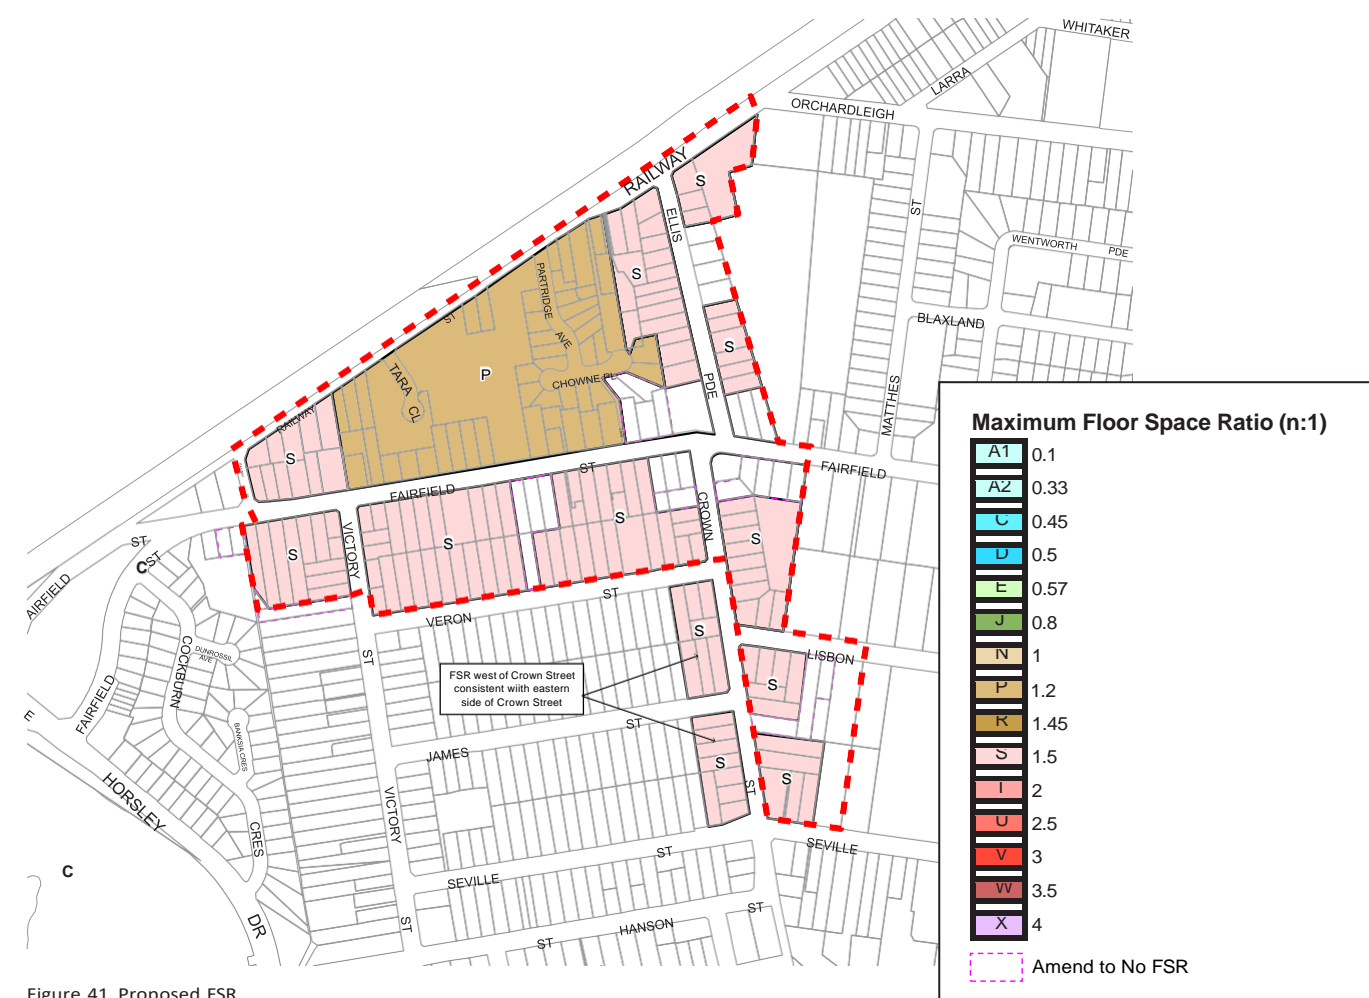 WHITAKER
LARRA
ORCHARDLEIGH
RAILWAY
S
ELLIS
ST
WENTWORTH PDE
S
PARTRIDGE AVE
ST
BLAXLAND
S
P
TARA CL
CHOWNE PL
PDE
MATTHES
RAILWAY
S
FAIRFIELD
ST
FAIRFIELD
S
VICTORY
S
S
CROWN
S
ST
C
ST
AIRFIELD
VERON
ST
S
COCKBURN
DUNROSSIL
AVE
ST
LISBON
FSR west of Crown Street
consistent wiith eastern
side of Crown Street
S
FAIRFIELD
E
BANKSIA CRES
JAMES
ST
S
ST
S
HORSLEY
CRES
VICTORY
SEVILLE
ST
SEVILLE
C
DR
ST
HANSON
ST
ST
Maximum Floor Space Ratio (n:1)
A1 0.1
A2 0.33
C 0.45
D 0.5
E 0.57
J 0.8
N 1
P 1.2
R 1.45
S 1.5
T 2
U 2.5
V 3
W 3.5
X 4
Amend to No FSR
Figure 41 Proposed FSR